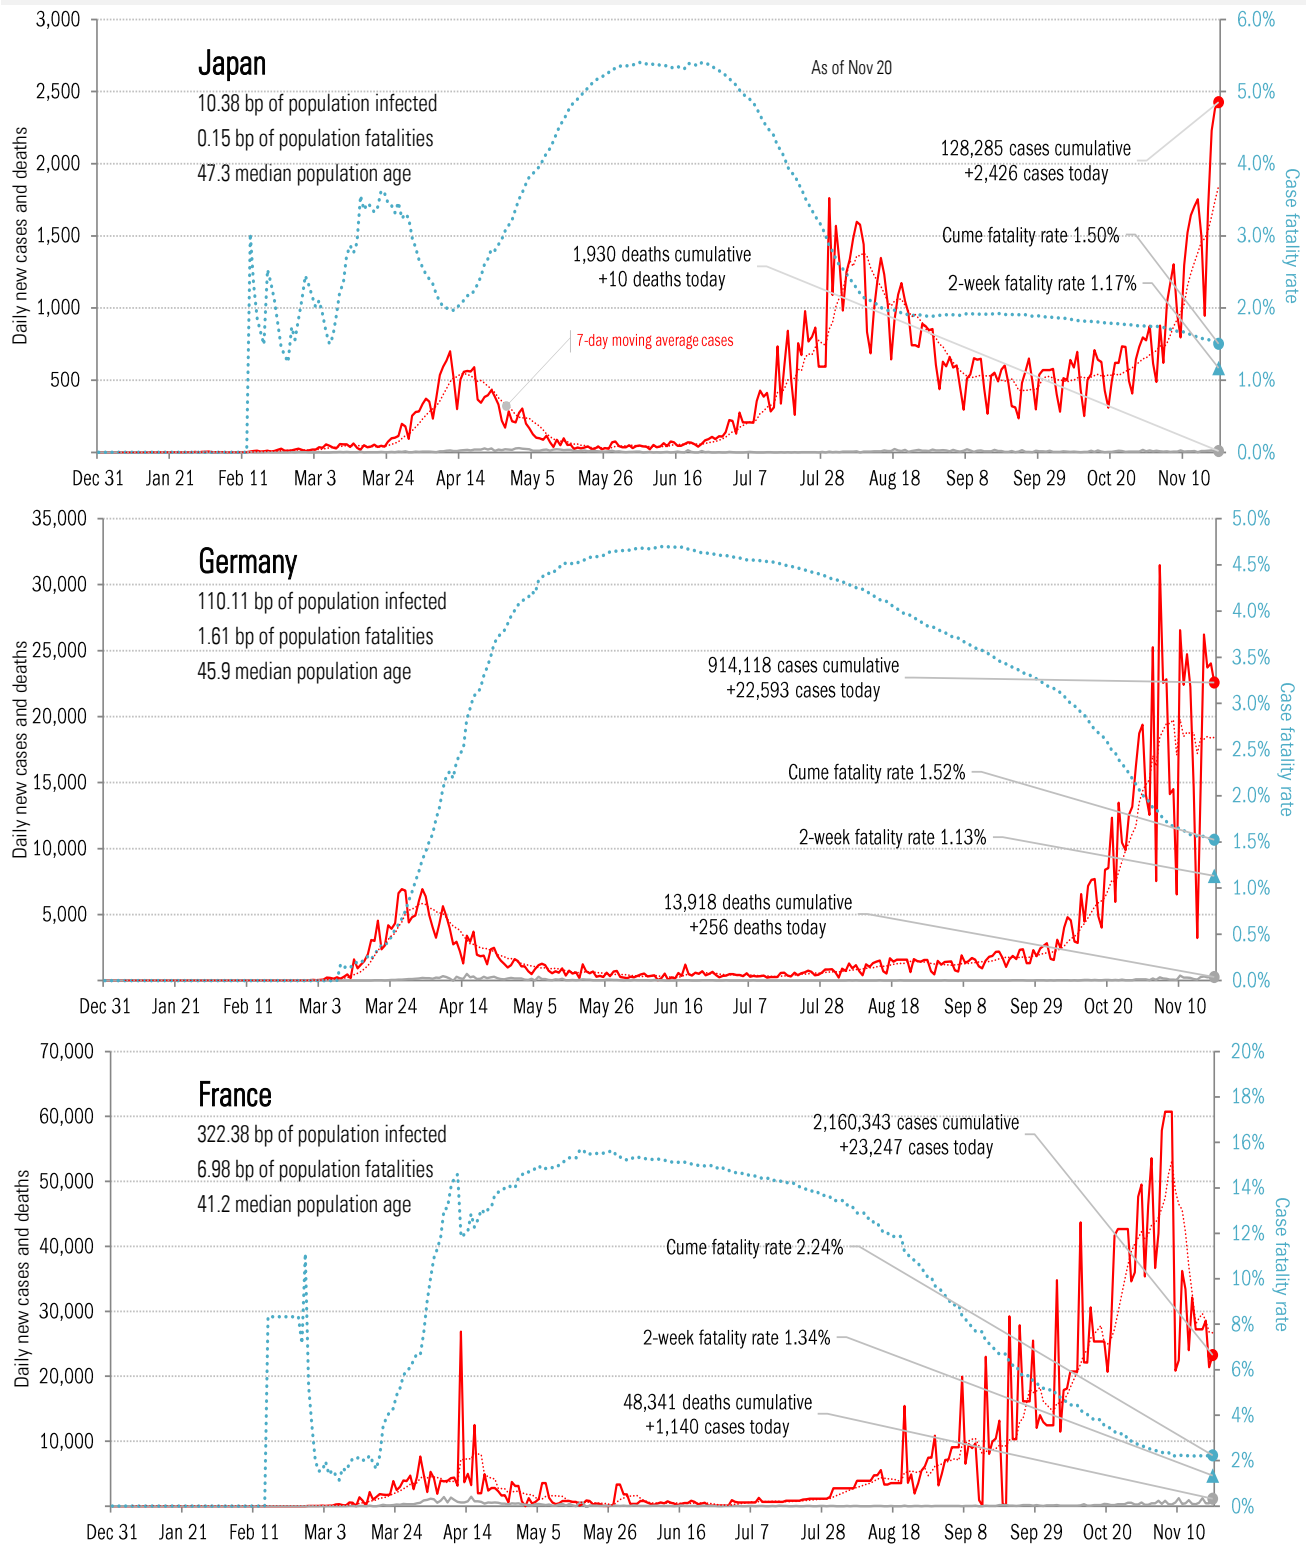 3,000
2,500
2,000
1,500
1,000
500
Daily new cases and deaths
Japan
10.38 bp of population infected
0.15 bp of population fatalities
47.3 median population age
As of Nov 20
128,285 cases cumulative
+2,426 cases today
1,930 deaths cumulative
+10 deaths today
Cume fatality rate 1.50%
2-week fatality rate 1.17%
7-day moving average cases
6.0%
5.0%
4.0%
3.0%
2.0%
1.0%
0.0%
Case fatality rate
Dec 31 Jan 21 Feb 11 Mar 3 Mar 24 Apr 14 May 5 May 26 Jun 16 Jul 7 Jul 28 Aug 18 Sep 8 Sep 29 Oct 20 Nov 10
35,000
30,000
25,000
20,000
15,000
10,000
5,000
Daily new cases and deaths
Germany
110.11 bp of population infected
1.61 bp of population fatalities
45.9 median population age
914,118 cases cumulative
+22,593 cases today
Cume fatality rate 1.52%
2-week fatality rate 1.13%
13,918 deaths cumulative
+256 deaths today
5.0%
4.5%
4.0%
3.5%
3.0%
2.5%
2.0%
1.5%
1.0%
0.5%
0.0%
Case fatality rate
Dec 31 Jan 21 Feb 11 Mar 3 Mar 24 Apr 14 May 5 May 26 Jun 16 Jul 7 Jul 28 Aug 18 Sep 8 Sep 29 Oct 20 Nov 10
70,000
60,000
50,000
40,000
30,000
20,000
10,000
Daily new cases and deaths
France
322.38 bp of population infected
6.98 bp of population fatalities
41.2 median population age
2,160,343 cases cumulative
+23,247 cases today
Cume fatality rate 2.24%
2-week fatality rate 1.34%
48,341 deaths cumulative
+1,140 cases today
20%
18%
16%
14%
12%
10%
8%
6%
4%
2%
0%
Case fatality rate
Dec 31 Jan 21 Feb 11 Mar 3 Mar 24 Apr 14 May 5 May 26 Jun 16 Jul 7 Jul 28 Aug 18 Sep 8 Sep 29 Oct 20 Nov 10